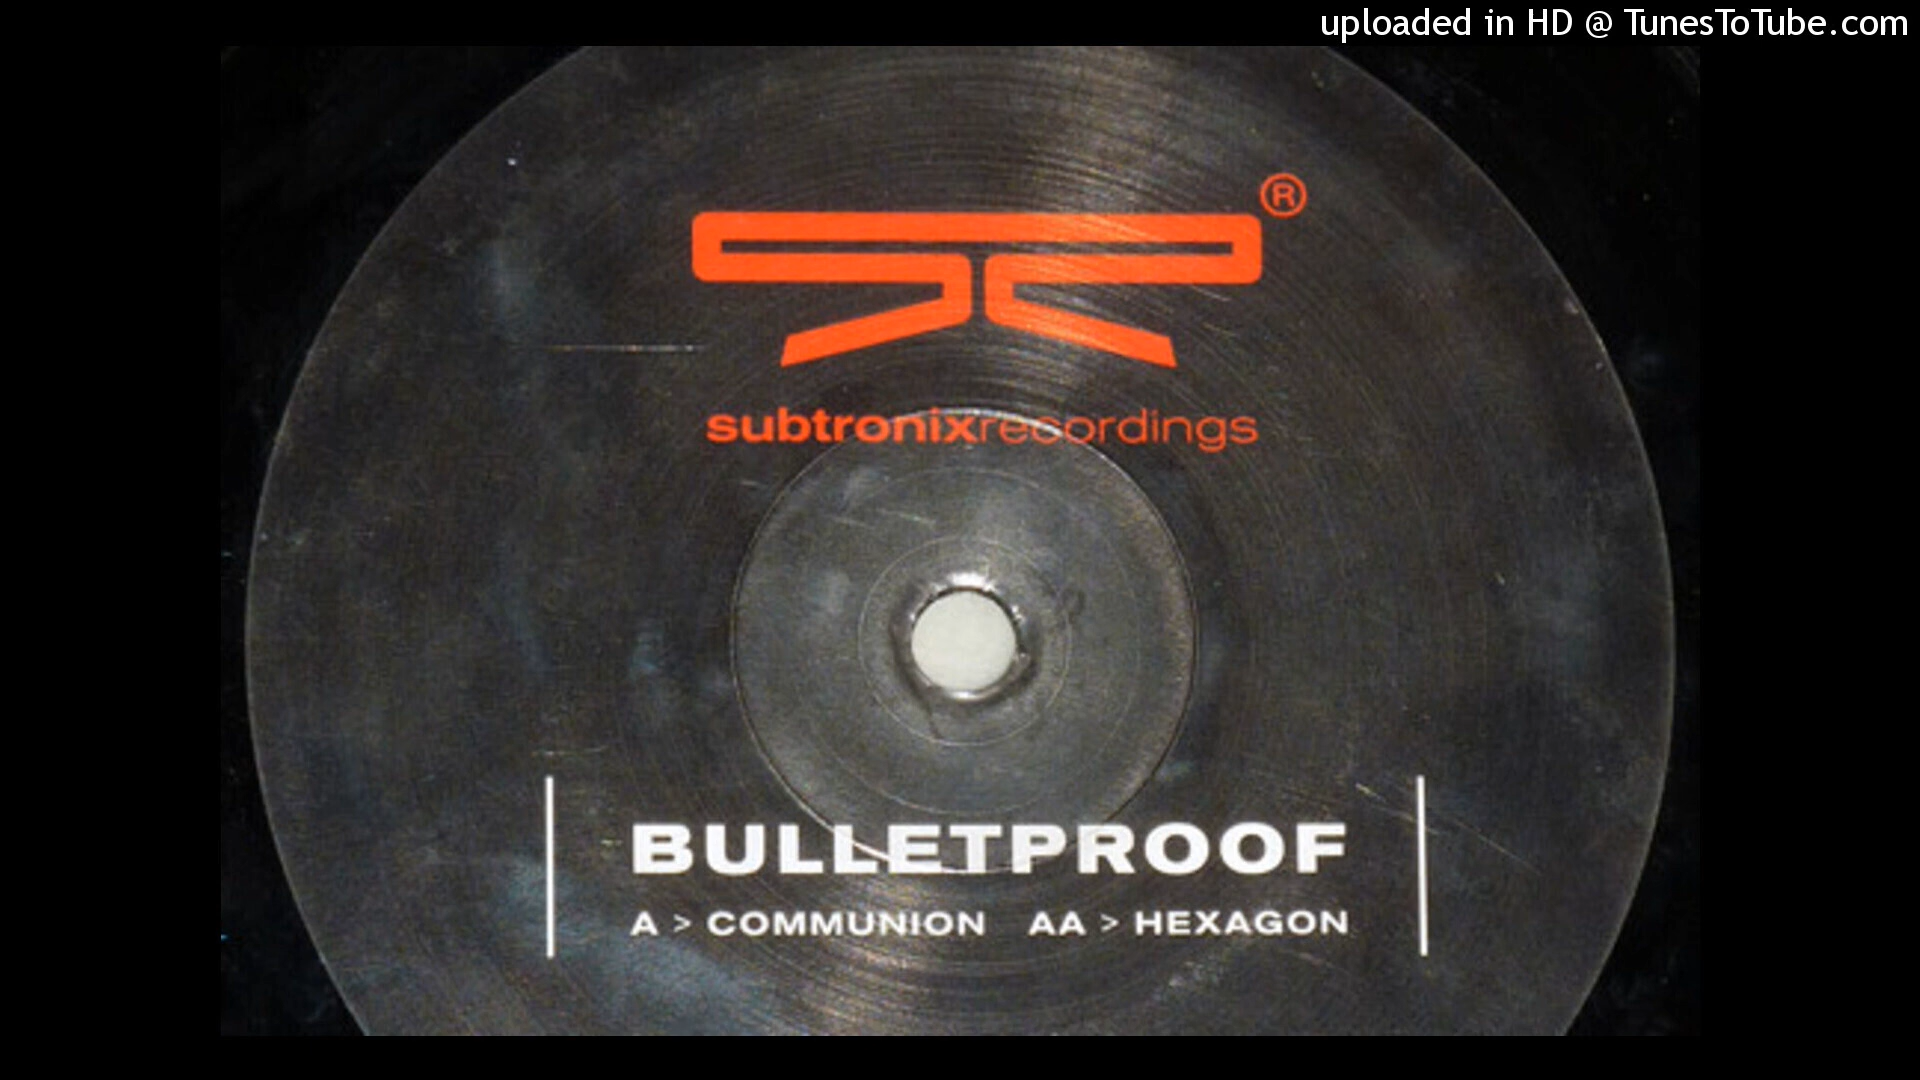 uploaded in HD @ TunesToTube.com
®
subtronixrecordings
BULLETPROOF
A > COMMUNION AA > HEXAGON